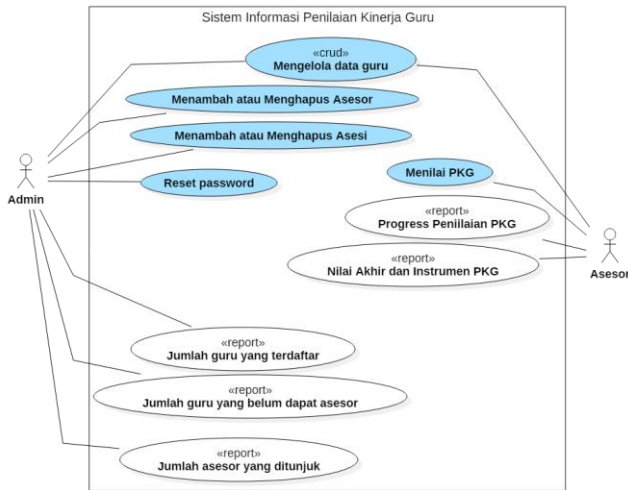 Sistem Informasi Penilaian Kinerja Guru
«crud»
Mengelola data guru
Menambah atau Menghapus Asesor
Menambah atau Menghapus Asesi
Reset password
Admin
Menilai PKG
«report»
Progress Peniilaian PKG
«report»
Nilai Akhir dan Instrumen PKG
Asesor
«report»
Jumlah guru yang terdaftar
«report»
Jumlah guru yang belum dapat asesor
«report»
Jumlah asesor yang ditunjuk